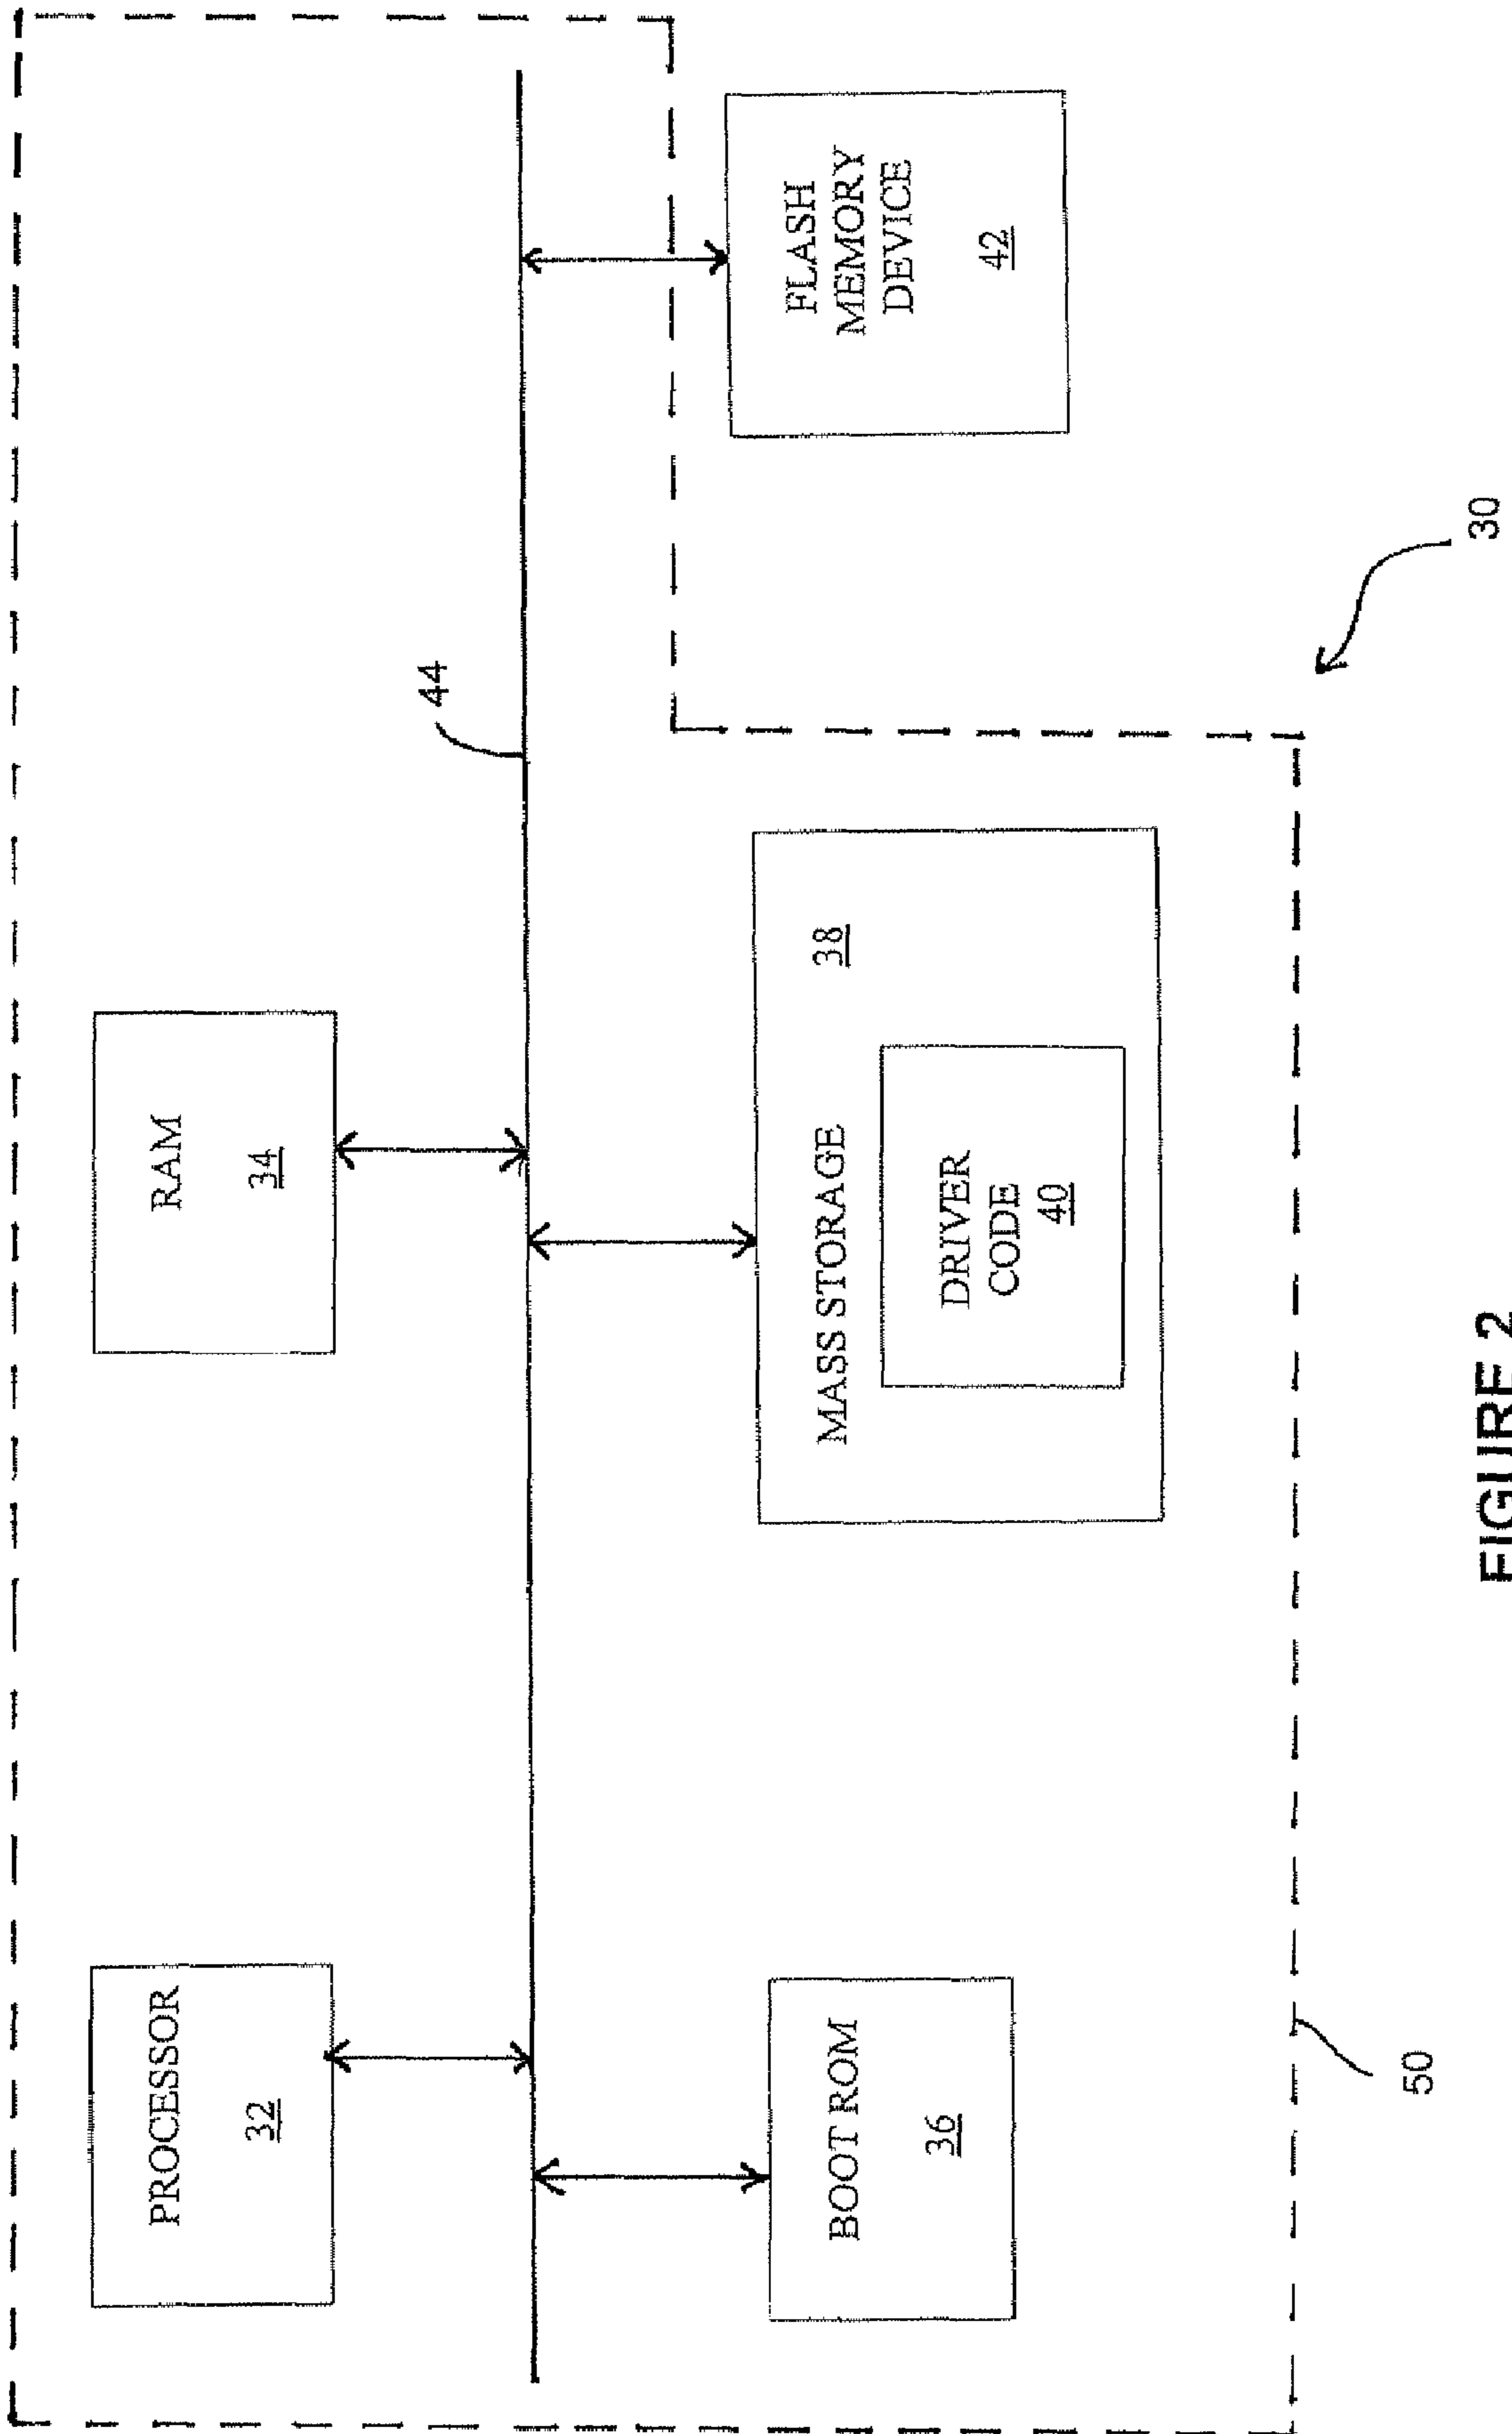 PROCESSOR
32
RAM
34
44
BOOT ROM
36
MASS STORAGE
38
DRIVER
CODE
40
FLASH
MEMORY
DEVICE
42
50
30
FIGURE 2